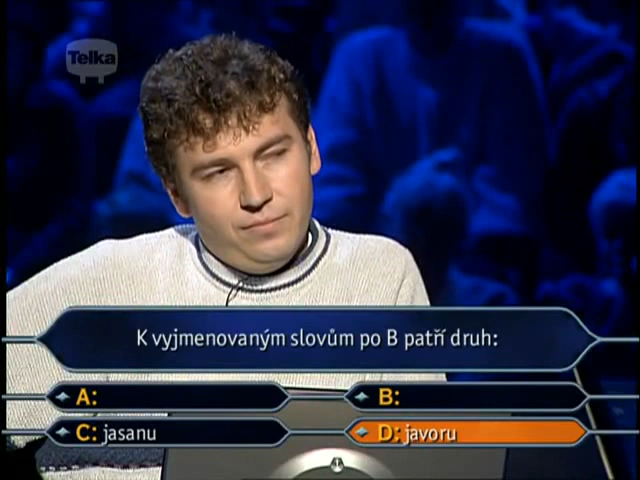 Telka
K vyjmenovaným slovům po B patří druh:
A:
B:
C: jasanu
D: javoru